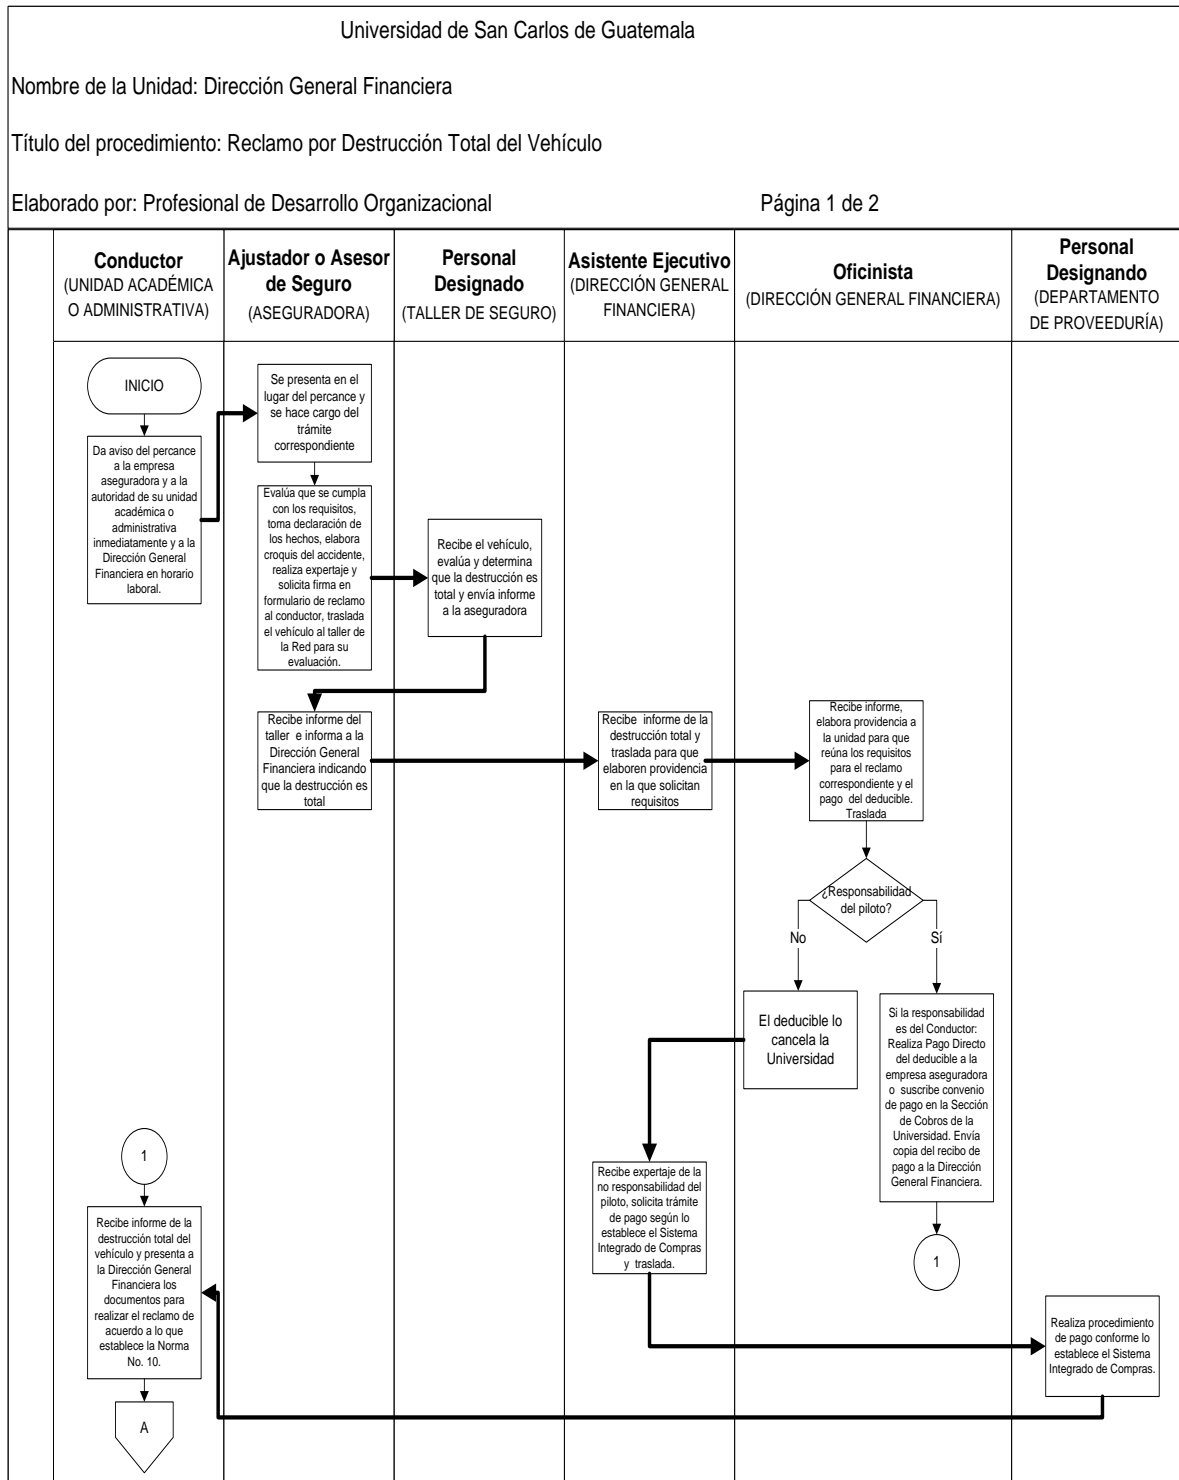 Universidad de San Carlos de Guatemala
Nombre de la Unidad: Dirección General Financiera
Título del procedimiento: Reclamo por Destrucción Total del Vehículo
Elaborado por: Profesional de Desarrollo Organizacional
Página 1 de 2
Conductor
(UNIDAD ACADÉMICA
O ADMINISTRATIVA)
Ajustador o Asesor
de Seguro
(ASEGURADORA)
Personal
Designado
(TALLER DE SEGURO)
Asistente Ejecutivo
(DIRECCIÓN GENERAL
FINANCIERA)
Oficinista
(DIRECCIÓN GENERAL FINANCIERA)
Personal
Designando
(DEPARTAMENTO
DE PROVEEDURÍA)
INICIO
Da aviso del percance
a la empresa
aseguradora y a la
autoridad de su unidad
académica o
administrativa
inmediatamente y a la
Dirección General
Financiera en horario
laboral.
Se presenta en el
lugar del percance y
se hace cargo del
trámite
correspondiente
Evalúa que se cumpla
con los requisitos,
toma declaración de
los hechos, elabora
croquis del accidente,
realiza expertaje y
solicita firma en
formulario de reclamo
al conductor, traslada
el vehículo al taller de
la Red para su
evaluación.
Recibe el vehículo,
evalúa y determina
que la destrucción es
total y envía informe
a la aseguradora
Recibe informe del
taller e informa a la
Dirección General
Financiera indicando
que la destrucción es
total
Recibe informe de la
destrucción total y
traslada para que
elaboren providencia
en la que solicitan
requisitos
Recibe informe,
elabora providencia a
la unidad para que
reúna los requisitos
para el reclamo
correspondiente y el
pago del deducible.
Traslada
¿Responsabilidad
del piloto?
No
Sí
El deducible lo
cancela la
Universidad
Si la responsabilidad
es del Conductor:
Realiza Pago Directo
del deducible a la
empresa aseguradora
o suscribe convenio
de pago en la Sección
de Cobros de la
Universidad. Envía
copia del recibo de
pago a la Dirección
General Financiera.
1
Recibe expertaje de la
no responsabilidad del
piloto, solicita trámite
de pago según lo
establece el Sistema
Integrado de Compras
y traslada.
Realiza procedimiento
de pago conforme lo
establece el Sistema
Integrado de Compras.
1
Recibe informe de la
destrucción total del
vehículo y presenta a
la Dirección General
Financiera los
documentos para
realizar el reclamo de
acuerdo a lo que
establece la Norma
No. 10.
A